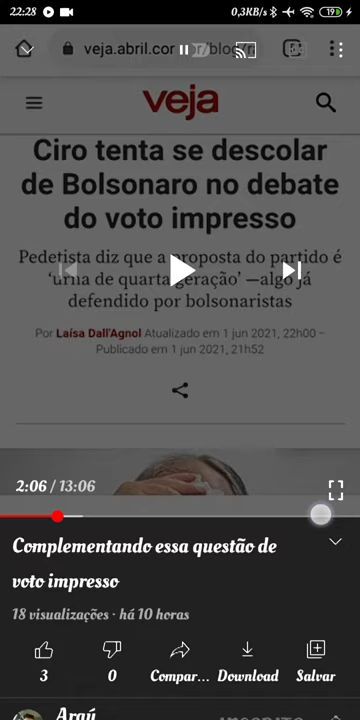 22:28
0,3KB/s
19
veja.abril.com
veja
Ciro tenta se descolar
de Bolsonaro no debate
do voto impresso
Pedetista diz que a proposta do partido é
‘urna de quarta geração’ —algo já
defendido por bolsonaristas
Por Laísa Dall'Agnol Atualizado em 1 jun 2021, 22h00 –
Publicado em 1 jun 2021, 21h52
2:06 / 13:06
Complementando essa questão de
voto impresso
18 visualizações · há 10 horas
3 0 Compar... Download Salvar
Araú
INSCRITO